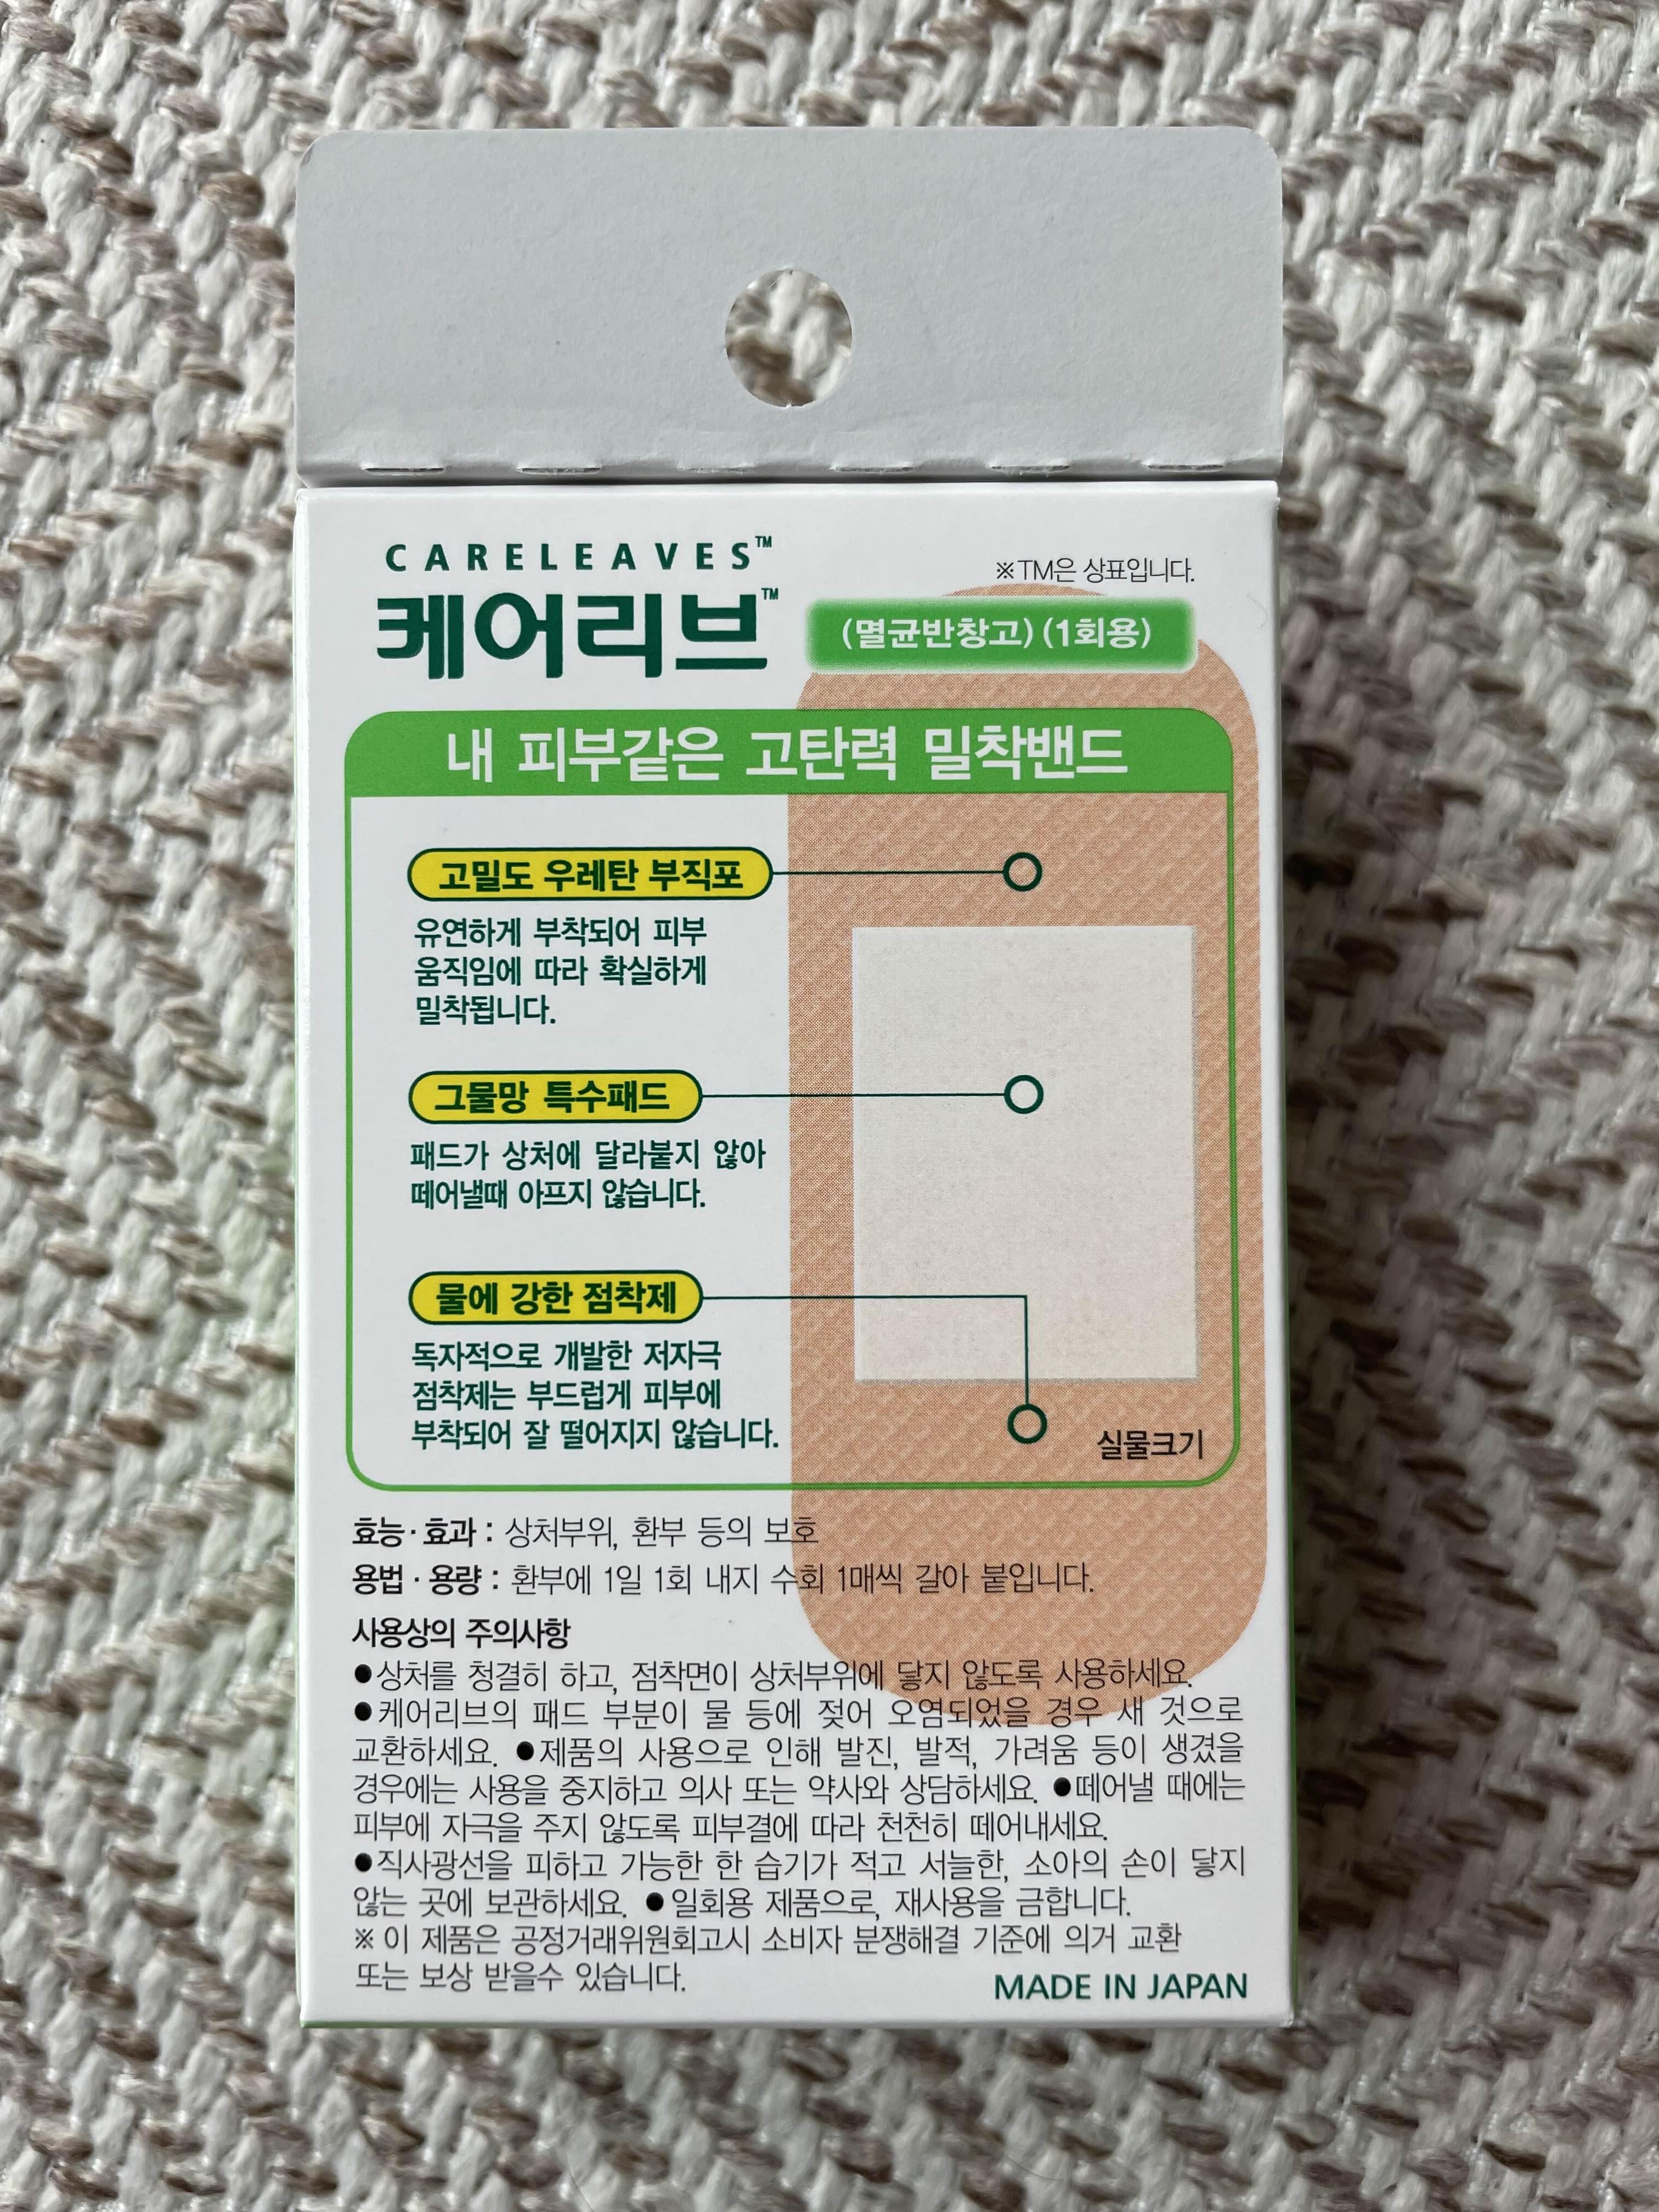 CARELEAVES™
※TM은 상표입니다.
케어리브™
(멸균반창고) (1회용)
내 피부같은 고탄력 밀착밴드
고밀도 우레탄 부직포
유연하게 부착되어 피부
움직임에 따라 확실하게
밀착됩니다.
그물망 특수패드
패드가 상처에 달라붙지 않아
떼어낼때 아프지 않습니다.
물에 강한 점착제
독자적으로 개발한 저자극
점착제는 부드럽게 피부에
부착되어 잘 떨어지지 않습니다.
실물크기
효능·효과 : 상처부위, 환부 등의 보호
용법·용량 : 환부에 1일 1회 내지 수회 1매씩 갈아 붙입니다.
사용상의 주의사항
●상처를 청결히 하고, 점착면이 상처부위에 닿지 않도록 사용하세요.
●케어리브의 패드 부분이 물 등에 젖어 오염되었을 경우 새 것으로
교환하세요. ●제품의 사용으로 인해 발진, 발적, 가려움 등이 생겼을
경우에는 사용을 중지하고 의사 또는 약사와 상담하세요. ●떼어낼 때에는
피부에 자극을 주지 않도록 피부결에 따라 천천히 떼어내세요.
●직사광선을 피하고 가능한 한 습기가 적고 서늘한, 소아의 손이 닿지
않는 곳에 보관하세요. ●일회용 제품으로, 재사용을 금합니다.
※ 이 제품은 공정거래위원회고시 소비자 분쟁해결 기준에 의거 교환
또는 보상 받을수 있습니다.
MADE IN JAPAN